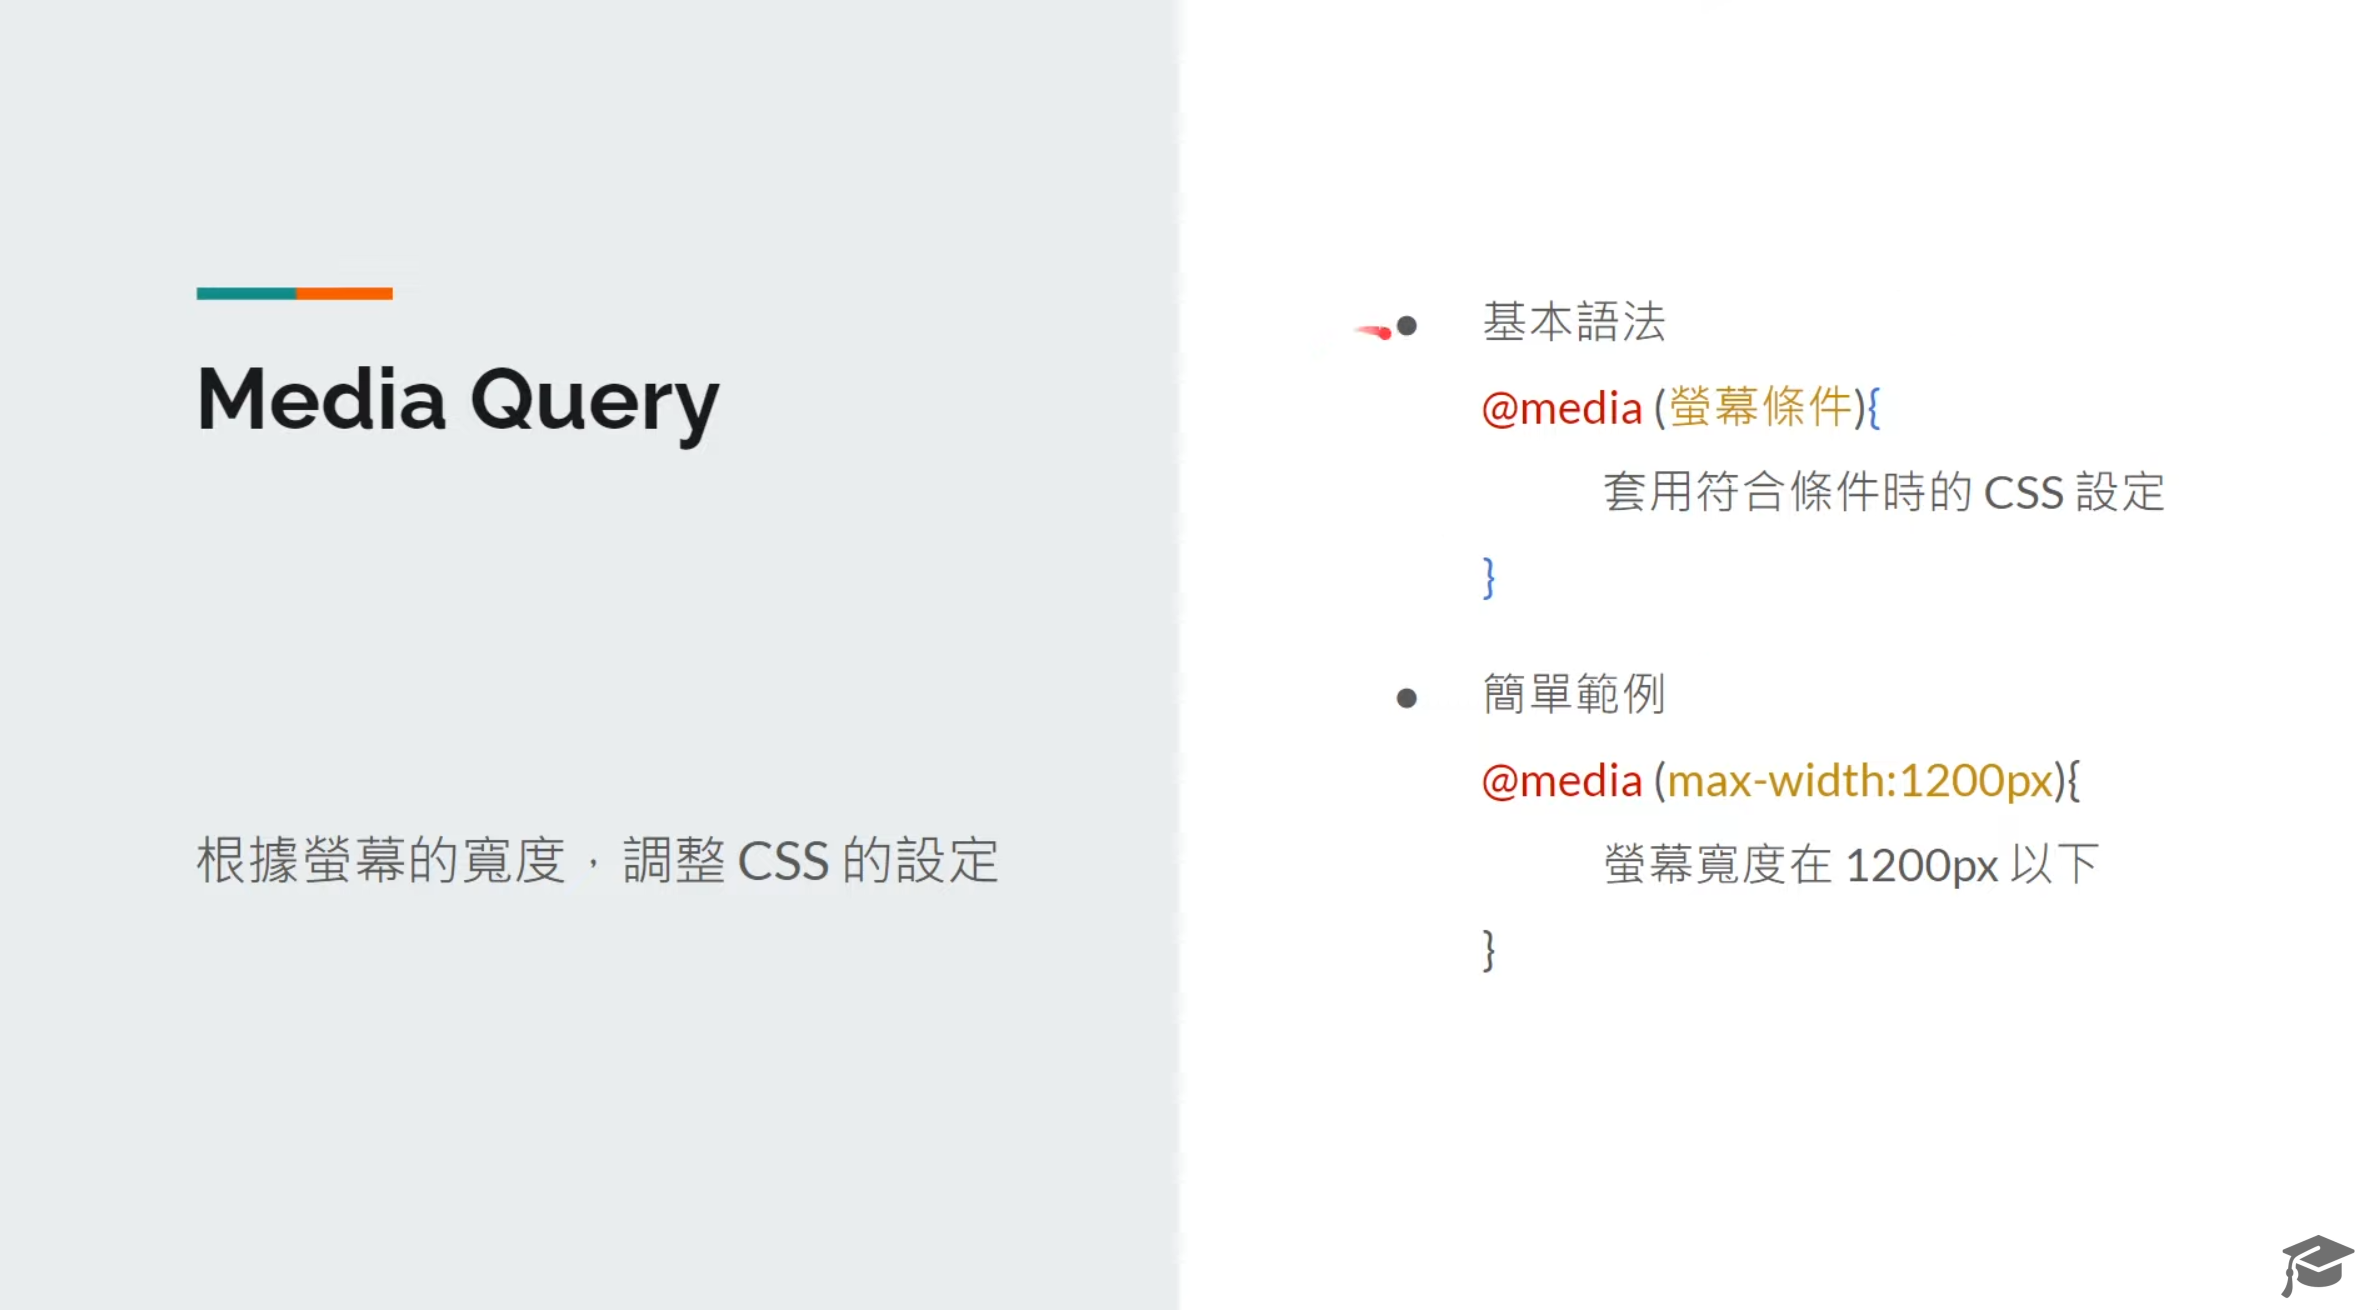 Media Query
根據螢幕的寬度，調整 CSS 的設定
● 基本語法
@media (螢幕條件){
套用符合條件時的 CSS 設定
}
● 簡單範例
@media (max-width:1200px){
螢幕寬度在 1200px 以下
}